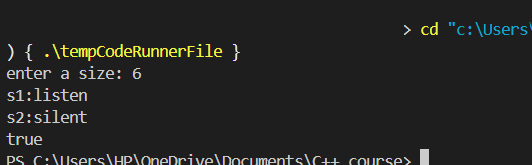 > cd "c:\Users\
) { .\tempCodeRunnerFile }
enter a size: 6
s1:listen
s2:silent
true
PS C:\Users\HP\OneDrive\Documents\C++ course>